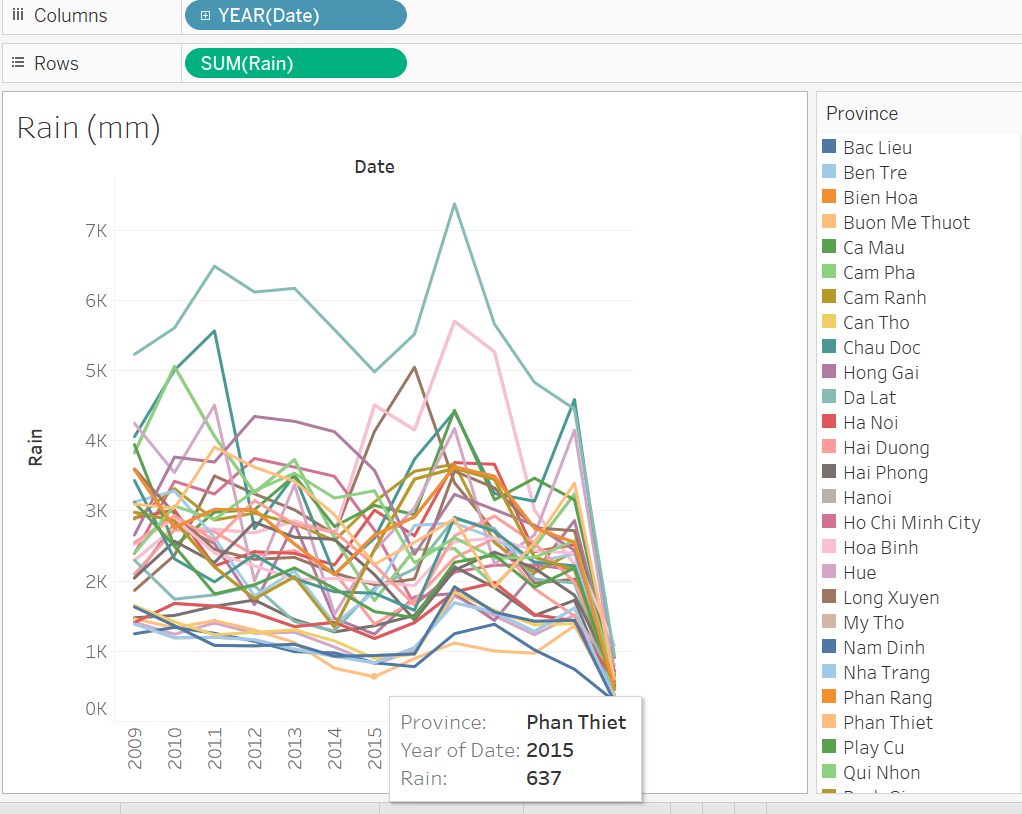 Columns
YEAR(Date)
Rows
SUM(Rain)
Rain (mm)
Date
Rain
7K
6K
5K
4K
3K
2K
1K
0K
2009
2010
2011
2012
2013
2014
2015
Province: Phan Thiet
Year of Date: 2015
Rain: 637
Province
Bac Lieu
Ben Tre
Bien Hoa
Buon Me Thuot
Ca Mau
Cam Pha
Cam Ranh
Can Tho
Chau Doc
Hong Gai
Da Lat
Ha Noi
Hai Duong
Hai Phong
Hanoi
Ho Chi Minh City
Hoa Binh
Hue
Long Xuyen
My Tho
Nam Dinh
Nha Trang
Phan Rang
Phan Thiet
Play Cu
Qui Nhon